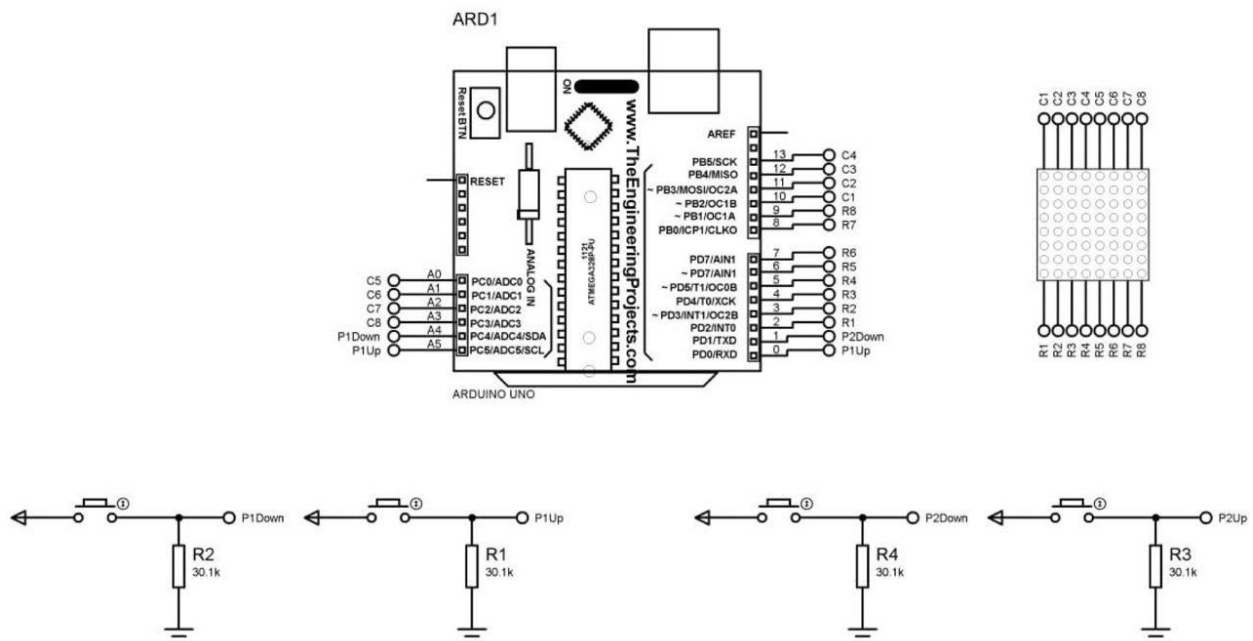 ARD1
ON
Reset BTN
www.TheEngineeringProjects.com
AREF
RESET
13 PB5/SCK C4
12 PB4/MISO C3
11 ~ PB3/MOSI/OC2A C2
10 ~ PB2/OC1B C1
9 ~ PB1/OC1A R8
8 PB0/ICP1/CLKO R7
7 PD7/AIN1 R6
6 ~ PD7/AIN1 R5
5 ~ PD5/T1/OC0B R4
4 PD4/T0/XCK R3
3 ~ PD3/INT1/OC2B R2
2 PD2/INT0 R1
1 PD1/TXD P2Down
0 PD0/RXD P1Up
ANALOG IN
1121
ATMEGA328P-PU
C5 A0 PC0/ADC0
C6 A1 PC1/ADC1
C7 A2 PC2/ADC2
C8 A3 PC3/ADC3
P1Down A4 PC4/ADC4/SDA
P1Up A5 PC5/ADC5/SCL
ARDUINO UNO
C1 C2 C3 C4 C5 C6 C7 C8
R1 R2 R3 R4 R5 R6 R7 R8
P1Down
R2
30.1k
P1Up
R1
30.1k
P2Down
R4
30.1k
P2Up
R3
30.1k